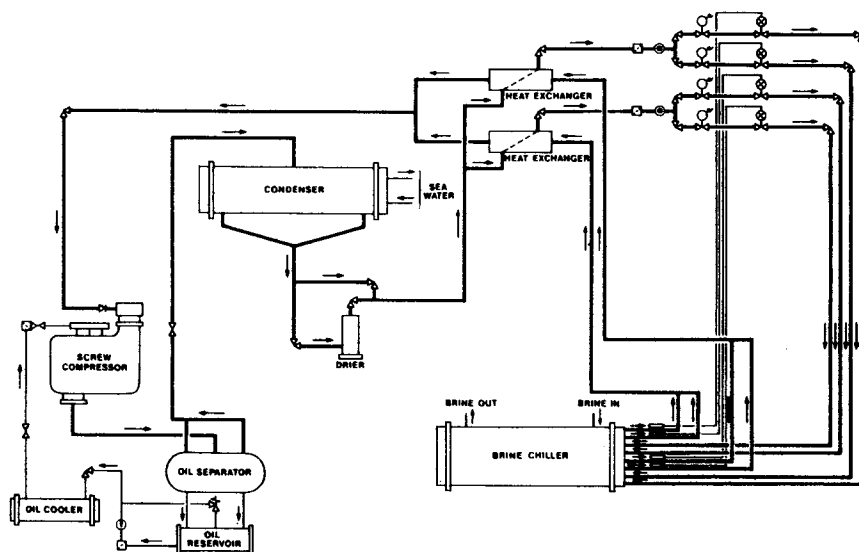 HEAT EXCHANGER
HEAT EXCHANGER
CONDENSER
SEA
WATER
DRIER
SCREW
COMPRESSOR
BRINE OUT
BRINE IN
BRINE CHILLER
OIL SEPARATOR
OIL COOLER
OIL
RESERVOIR